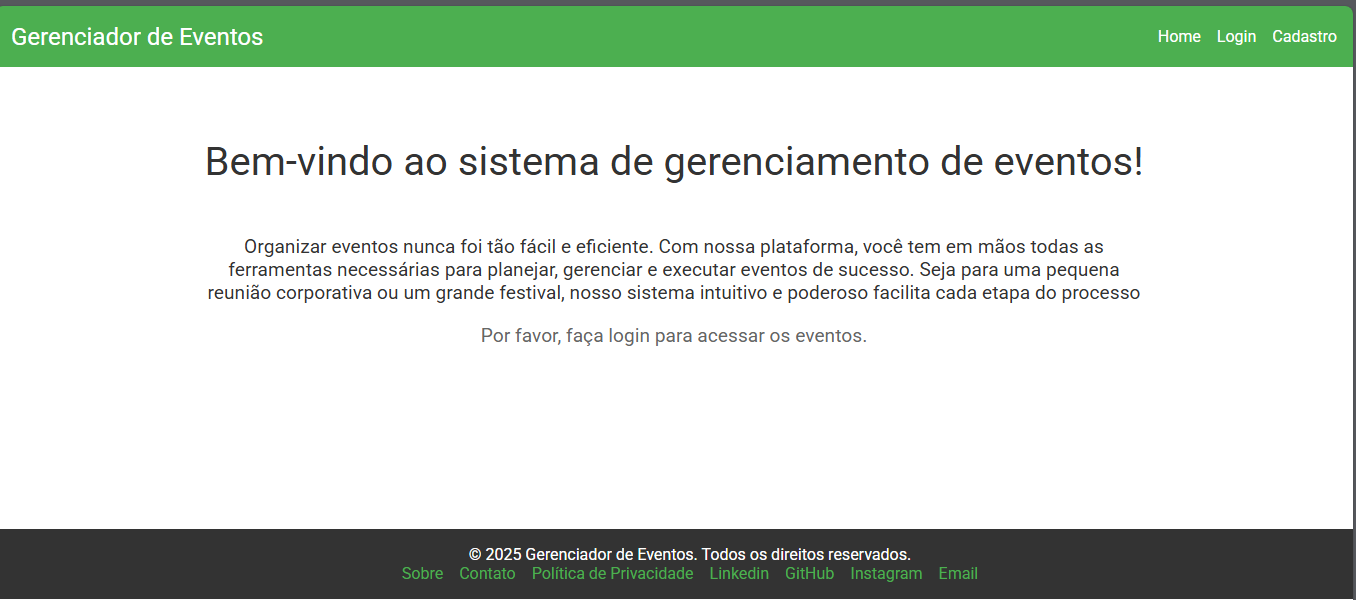 Gerenciador de Eventos
Home Login Cadastro
Bem-vindo ao sistema de gerenciamento de eventos!
Organizar eventos nunca foi tão fácil e eficiente. Com nossa plataforma, você tem em mãos todas as
ferramentas necessárias para planejar, gerenciar e executar eventos de sucesso. Seja para uma pequena
reunião corporativa ou um grande festival, nosso sistema intuitivo e poderoso facilita cada etapa do processo
Por favor, faça login para acessar os eventos.
© 2025 Gerenciador de Eventos. Todos os direitos reservados.
Sobre Contato Política de Privacidade Linkedin GitHub Instagram Email